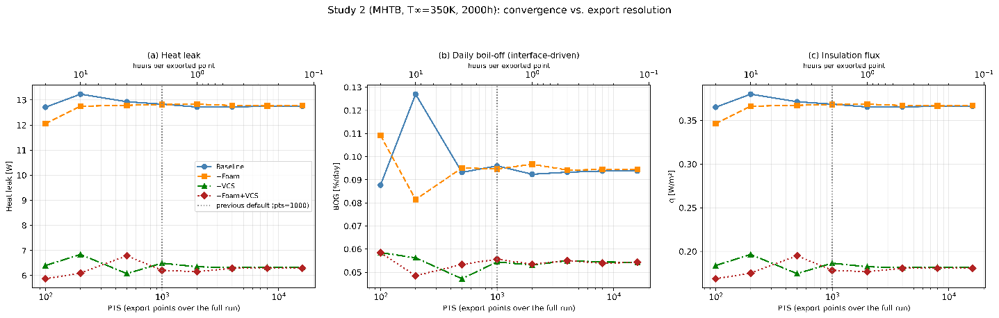 Study 2 (MHTB, T∞=350K, 2000h): convergence vs. export resolution
(a) Heat leak
hours per exported point
10¹ 10⁰ 10⁻¹
13
12
11
10
9
8
7
6
Heat leak [W]
Baseline
−Foam
−VCS
−Foam+VCS
previous default (pts=1000)
10² 10³ 10⁴
PTS (export points over the full run)
(b) Daily boil-off (interface-driven)
hours per exported point
10¹ 10⁰ 10⁻¹
0.13
0.12
0.11
0.10
0.09
0.08
0.07
0.06
0.05
BOG [%/day]
10² 10³ 10⁴
PTS (export points over the full run)
(c) Insulation flux
hours per exported point
10¹ 10⁰ 10⁻¹
0.35
0.30
0.25
0.20
q [W/m²]
10² 10³ 10⁴
PTS (export points over the full run)